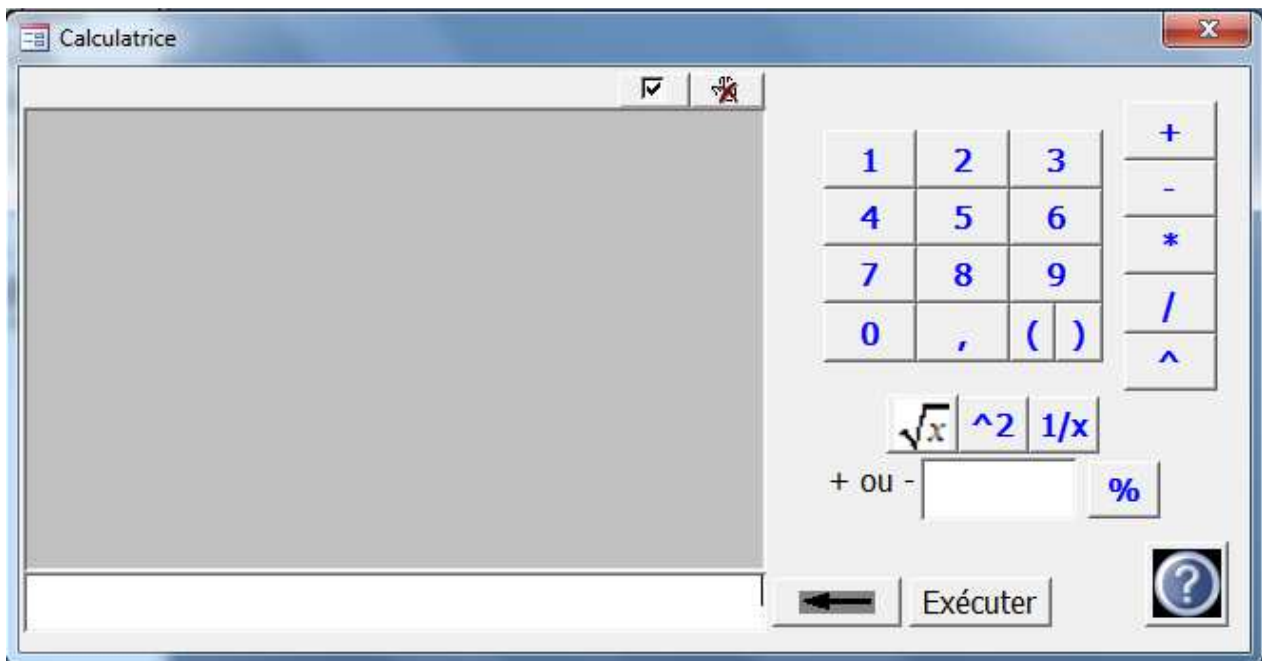 Calculatrice
+
1 2 3
-
4 5 6
*
7 8 9
/
0 , ( )
^
√x ^2 1/x
+ ou - %
?
Exécuter